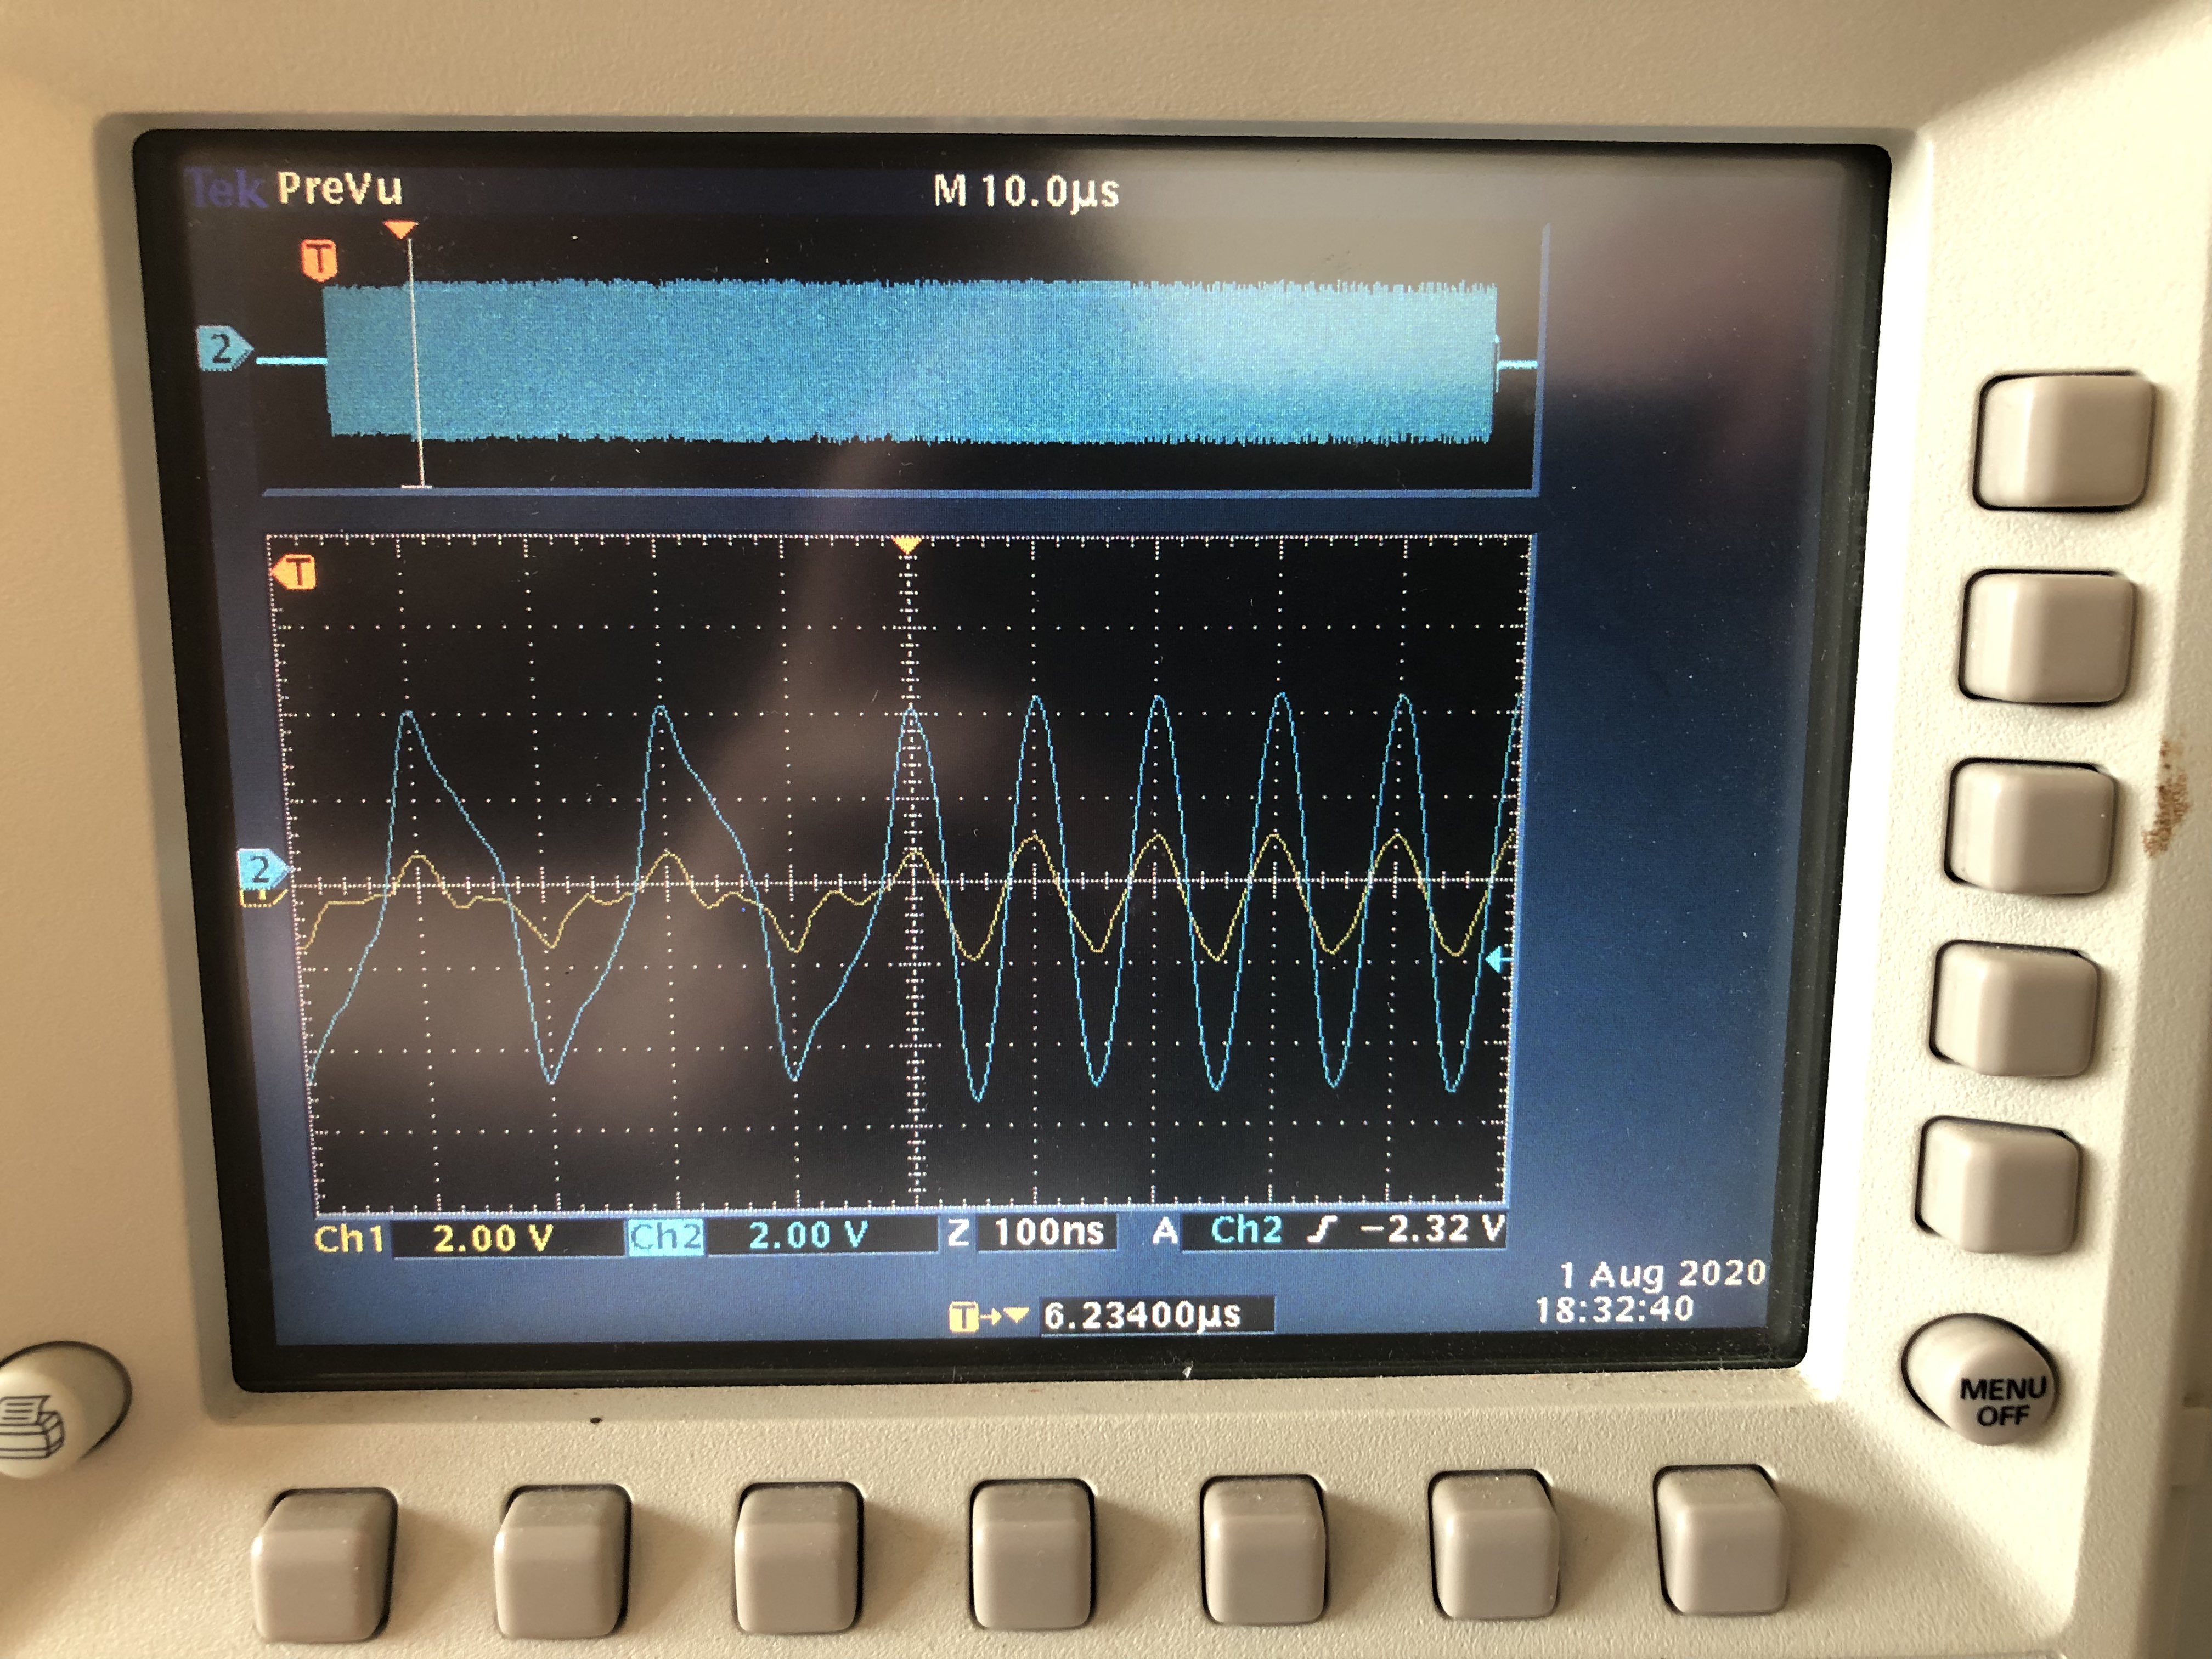 Tek PreVu M 10.0µs
T
2
T
2
1
Ch1 2.00 V Ch2 2.00 V Z 100ns A Ch2 −2.32 V
1 Aug 2020
T 6.23400µs 18:32:40
MENU
OFF